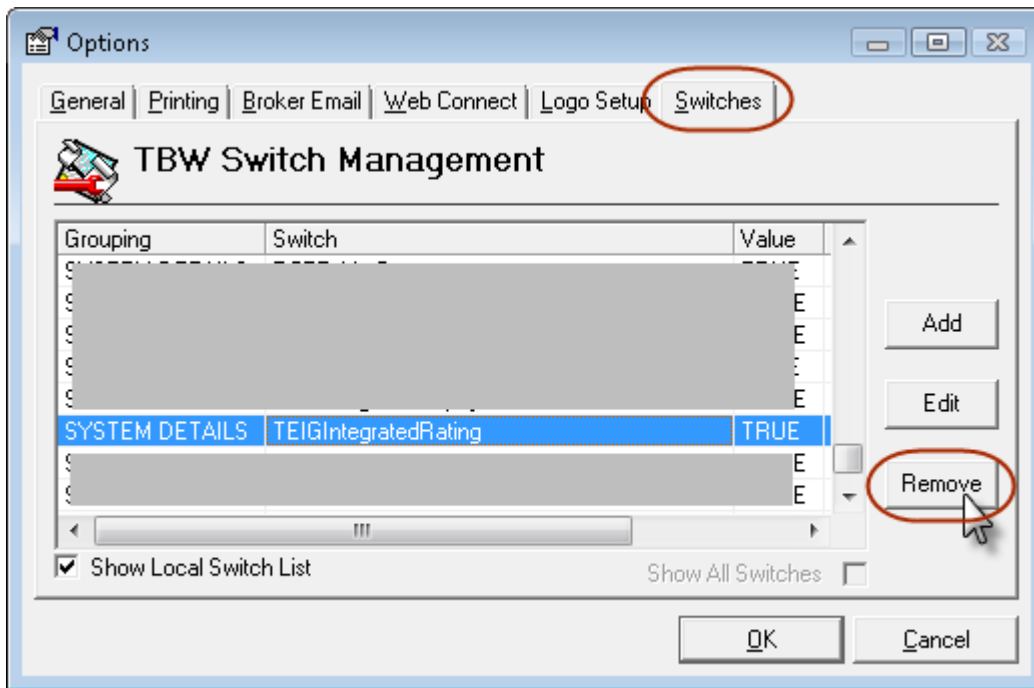 Options
General Printing Broker Email Web Connect Logo Setup Switches
TBW Switch Management
Grouping Switch Value
SYSTEM DETAILS TEIGIntegratedRating TRUE
Add
Edit
Remove
Show Local Switch List
Show All Switches
OK Cancel